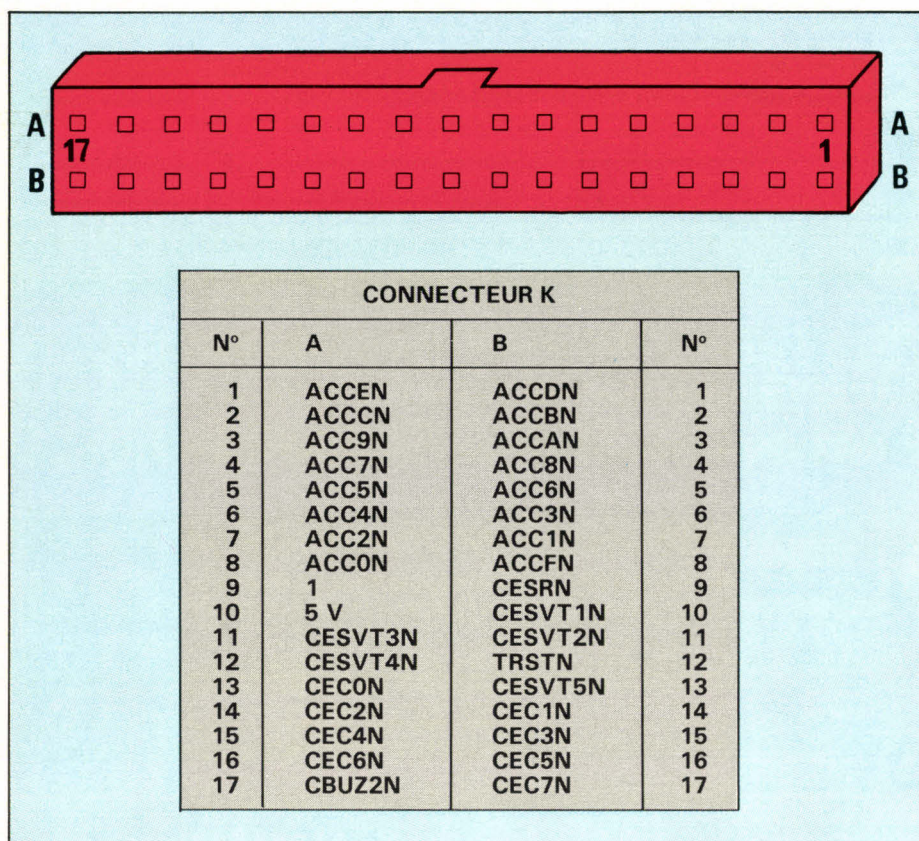 A A
17 1
B B
CONNECTEUR K
Nº A B Nº
1 ACCEN ACCDN 1
2 ACCCN ACCBN 2
3 ACC9N ACCAN 3
4 ACC7N ACC8N 4
5 ACC5N ACC6N 5
6 ACC4N ACC3N 6
7 ACC2N ACC1N 7
8 ACC0N ACCFN 8
9 1 CESRN 9
10 5 V CESVT1N 10
11 CESVT3N CESVT2N 11
12 CESVT4N TRSTN 12
13 CEC0N CESVT5N 13
14 CEC2N CEC1N 14
15 CEC4N CEC3N 15
16 CEC6N CEC5N 16
17 CBUZ2N CEC7N 17